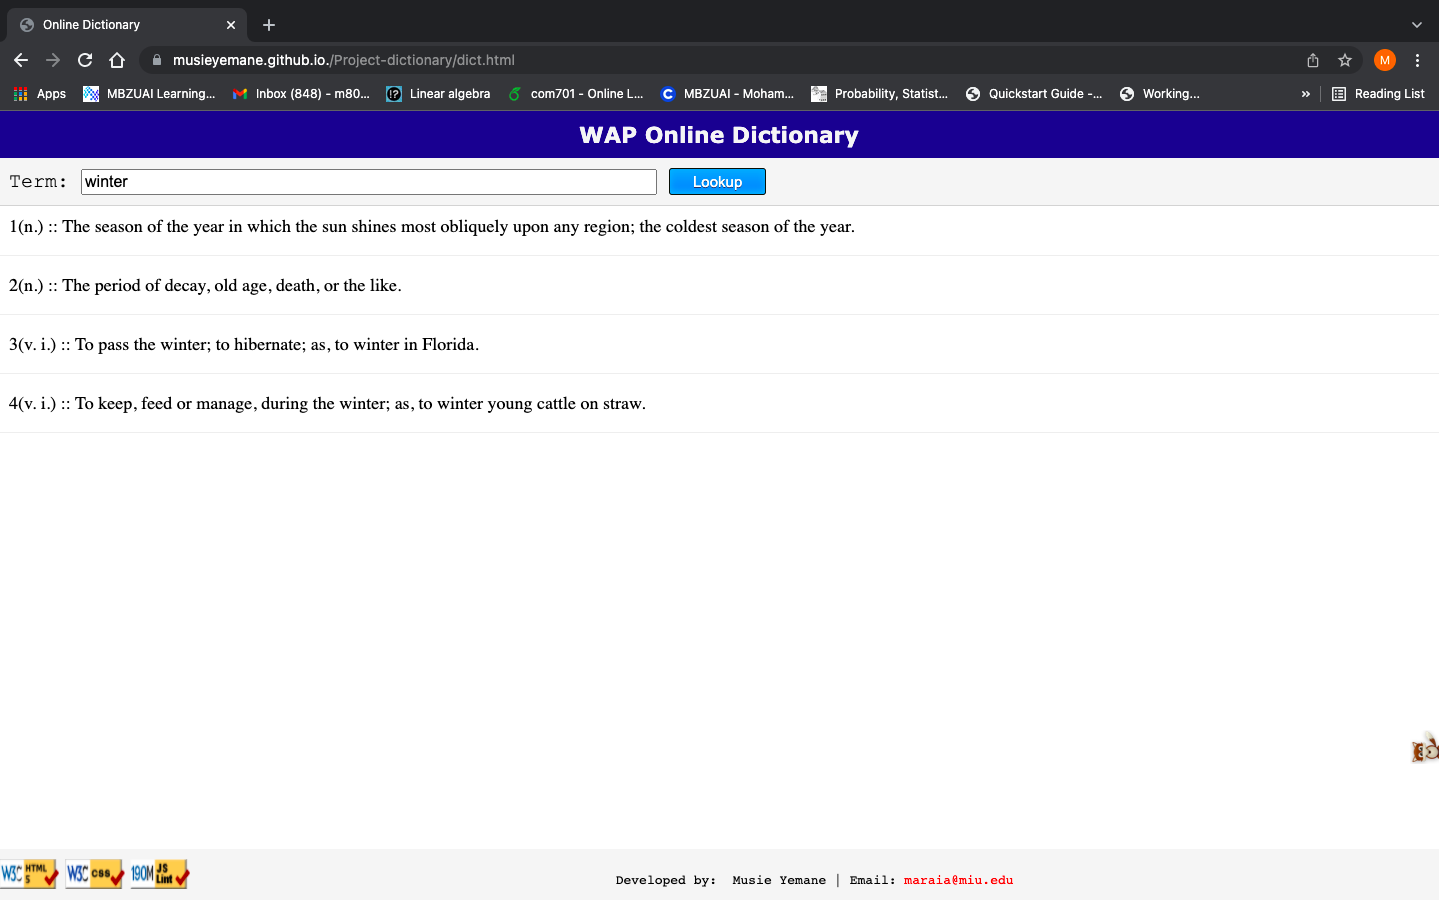 Online Dictionary
musieyemane.github.io./Project-dictionary/dict.html
M
Apps MBZUAI Learning... Inbox (848) - m80... Linear algebra com701 - Online L... MBZUAI - Moham... Probability, Statist... Quickstart Guide -... Working... » Reading List
WAP Online Dictionary
Term: winter Lookup
1(n.) :: The season of the year in which the sun shines most obliquely upon any region; the coldest season of the year.
2(n.) :: The period of decay, old age, death, or the like.
3(v. i.) :: To pass the winter; to hibernate; as, to winter in Florida.
4(v. i.) :: To keep, feed or manage, during the winter; as, to winter young cattle on straw.
W3C HTML 5 W3C css 190M JS Lint
Developed by: Musie Yemane | Email: maraia@miu.edu